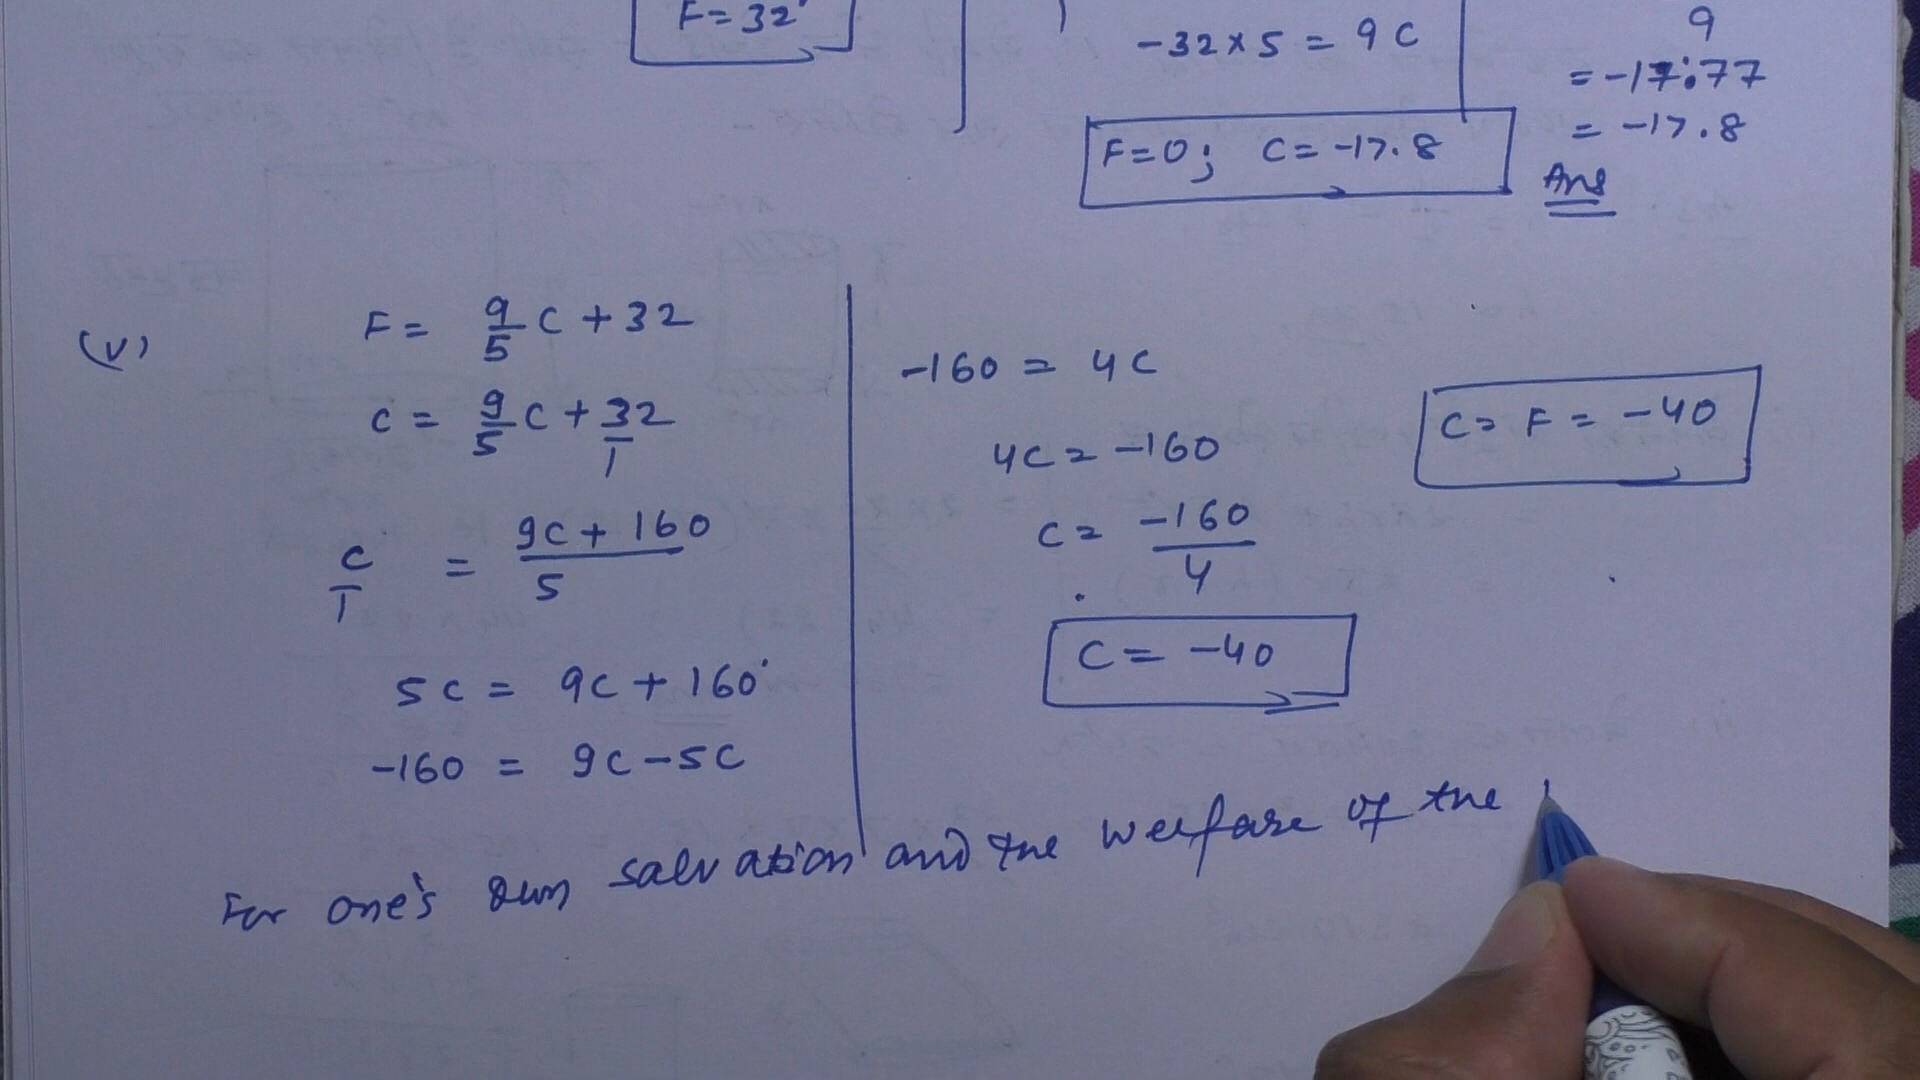 F = 32
-32 × 5 = 9C
F = 0; C = -17.8
9
= -17.77
= -17.8
Ans
(v)
F = 9/5 C + 32
C = 9/5 C + 32/1
C/1 = 9C + 160/5
5C = 9C + 160
-160 = 9C - 5C
-160 = 4C
4C = -160
C = -160/4
C = -40
C = F = -40
For one's own salvation and the welfare of the